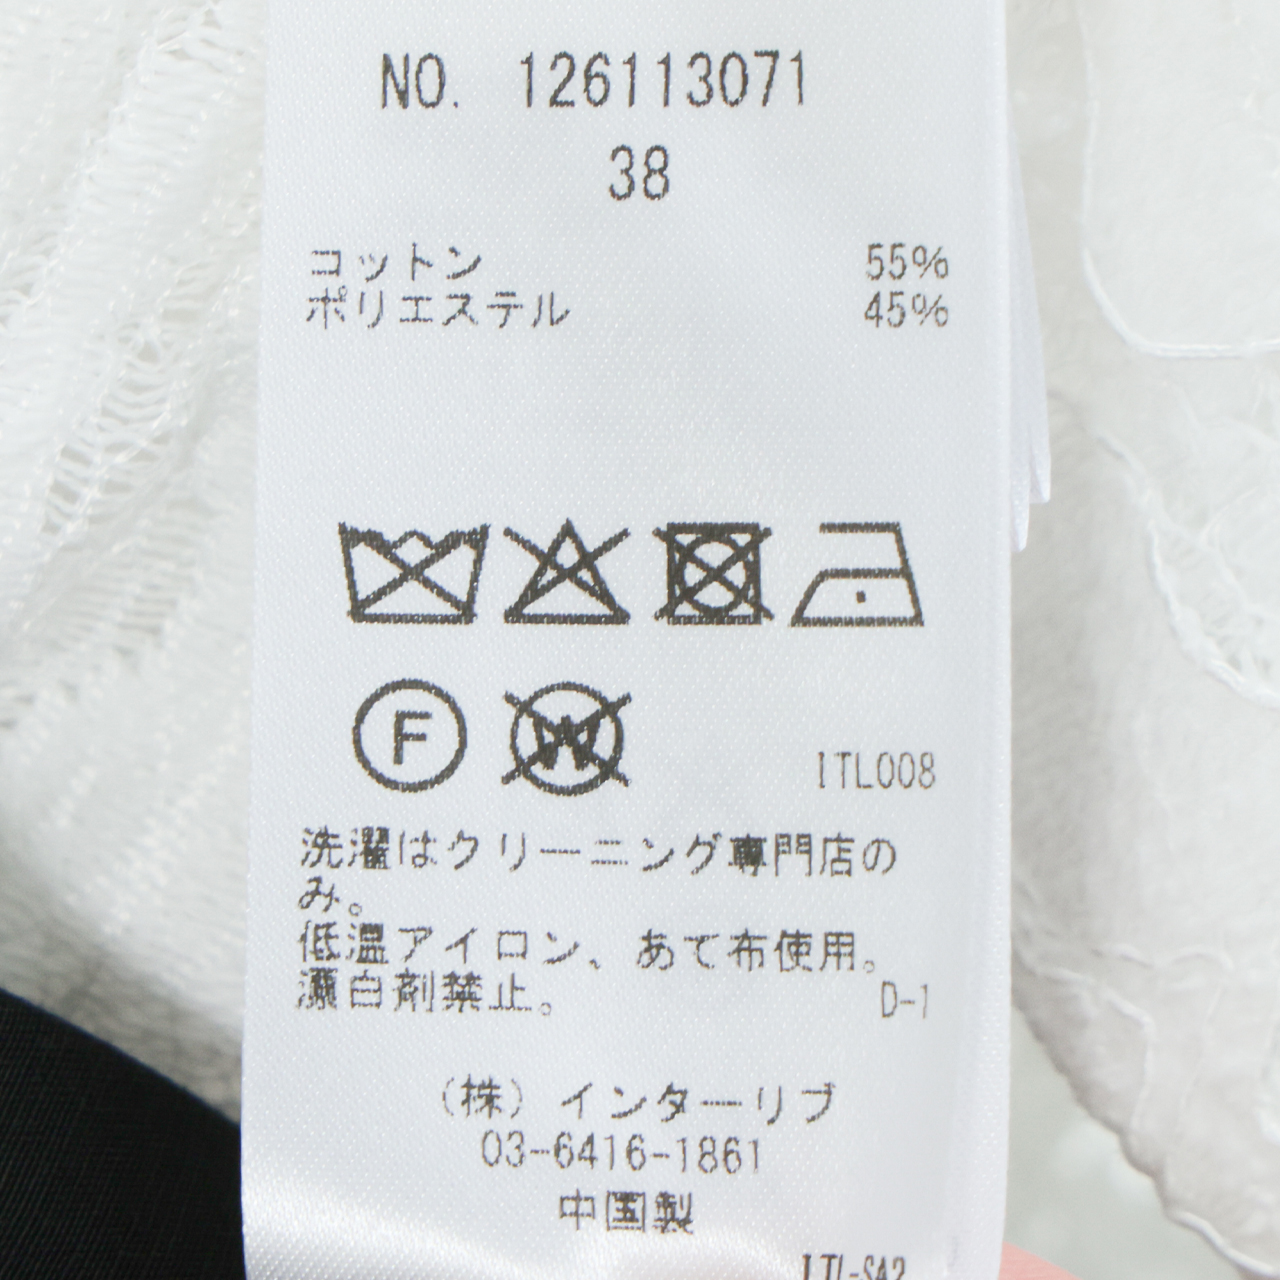 NO. 126113071
38
コットン 55%
ポリエステル 45%
F W
ITL008
洗濯はクリーニング専門店の
み。
低温アイロン、あて布使用。
漂白剤禁止。 D-1
(株) インターリブ
03-6416-1861
中国製
ITL-SA2